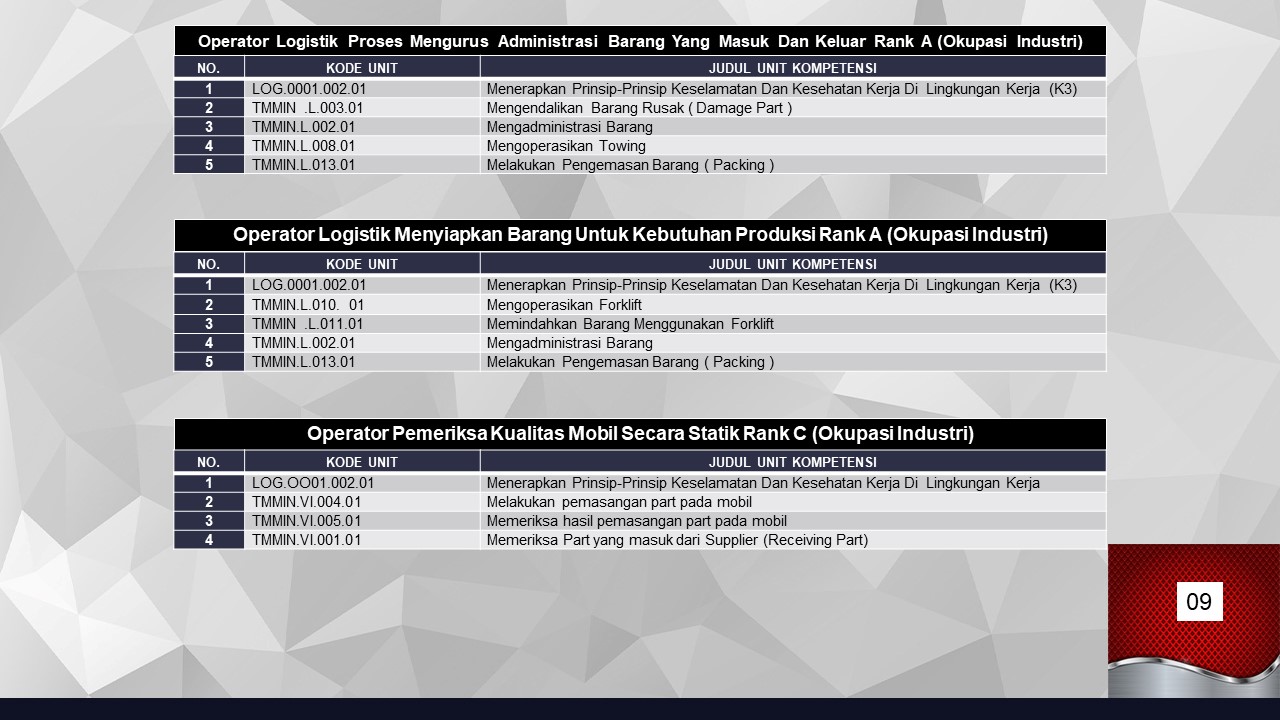 Operator Logistik Proses Mengurus Administrasi Barang Yang Masuk Dan Keluar Rank A (Okupasi Industri)
NO. KODE UNIT JUDUL UNIT KOMPETENSI
1 LOG.0001.002.01 Menerapkan Prinsip-Prinsip Keselamatan Dan Kesehatan Kerja Di Lingkungan Kerja (K3)
2 TMMIN .L.003.01 Mengendalikan Barang Rusak ( Damage Part )
3 TMMIN.L.002.01 Mengadministrasi Barang
4 TMMIN.L.008.01 Mengoperasikan Towing
5 TMMIN.L.013.01 Melakukan Pengemasan Barang ( Packing )
Operator Logistik Menyiapkan Barang Untuk Kebutuhan Produksi Rank A (Okupasi Industri)
NO. KODE UNIT JUDUL UNIT KOMPETENSI
1 LOG.0001.002.01 Menerapkan Prinsip-Prinsip Keselamatan Dan Kesehatan Kerja Di Lingkungan Kerja (K3)
2 TMMIN.L.010. 01 Mengoperasikan Forklift
3 TMMIN .L.011.01 Memindahkan Barang Menggunakan Forklift
4 TMMIN.L.002.01 Mengadministrasi Barang
5 TMMIN.L.013.01 Melakukan Pengemasan Barang ( Packing )
Operator Pemeriksa Kualitas Mobil Secara Statik Rank C (Okupasi Industri)
NO. KODE UNIT JUDUL UNIT KOMPETENSI
1 LOG.OO01.002.01 Menerapkan Prinsip-Prinsip Keselamatan Dan Kesehatan Kerja Di Lingkungan Kerja
2 TMMIN.VI.004.01 Melakukan pemasangan part pada mobil
3 TMMIN.VI.005.01 Memeriksa hasil pemasangan part pada mobil
4 TMMIN.VI.001.01 Memeriksa Part yang masuk dari Supplier (Receiving Part)
09